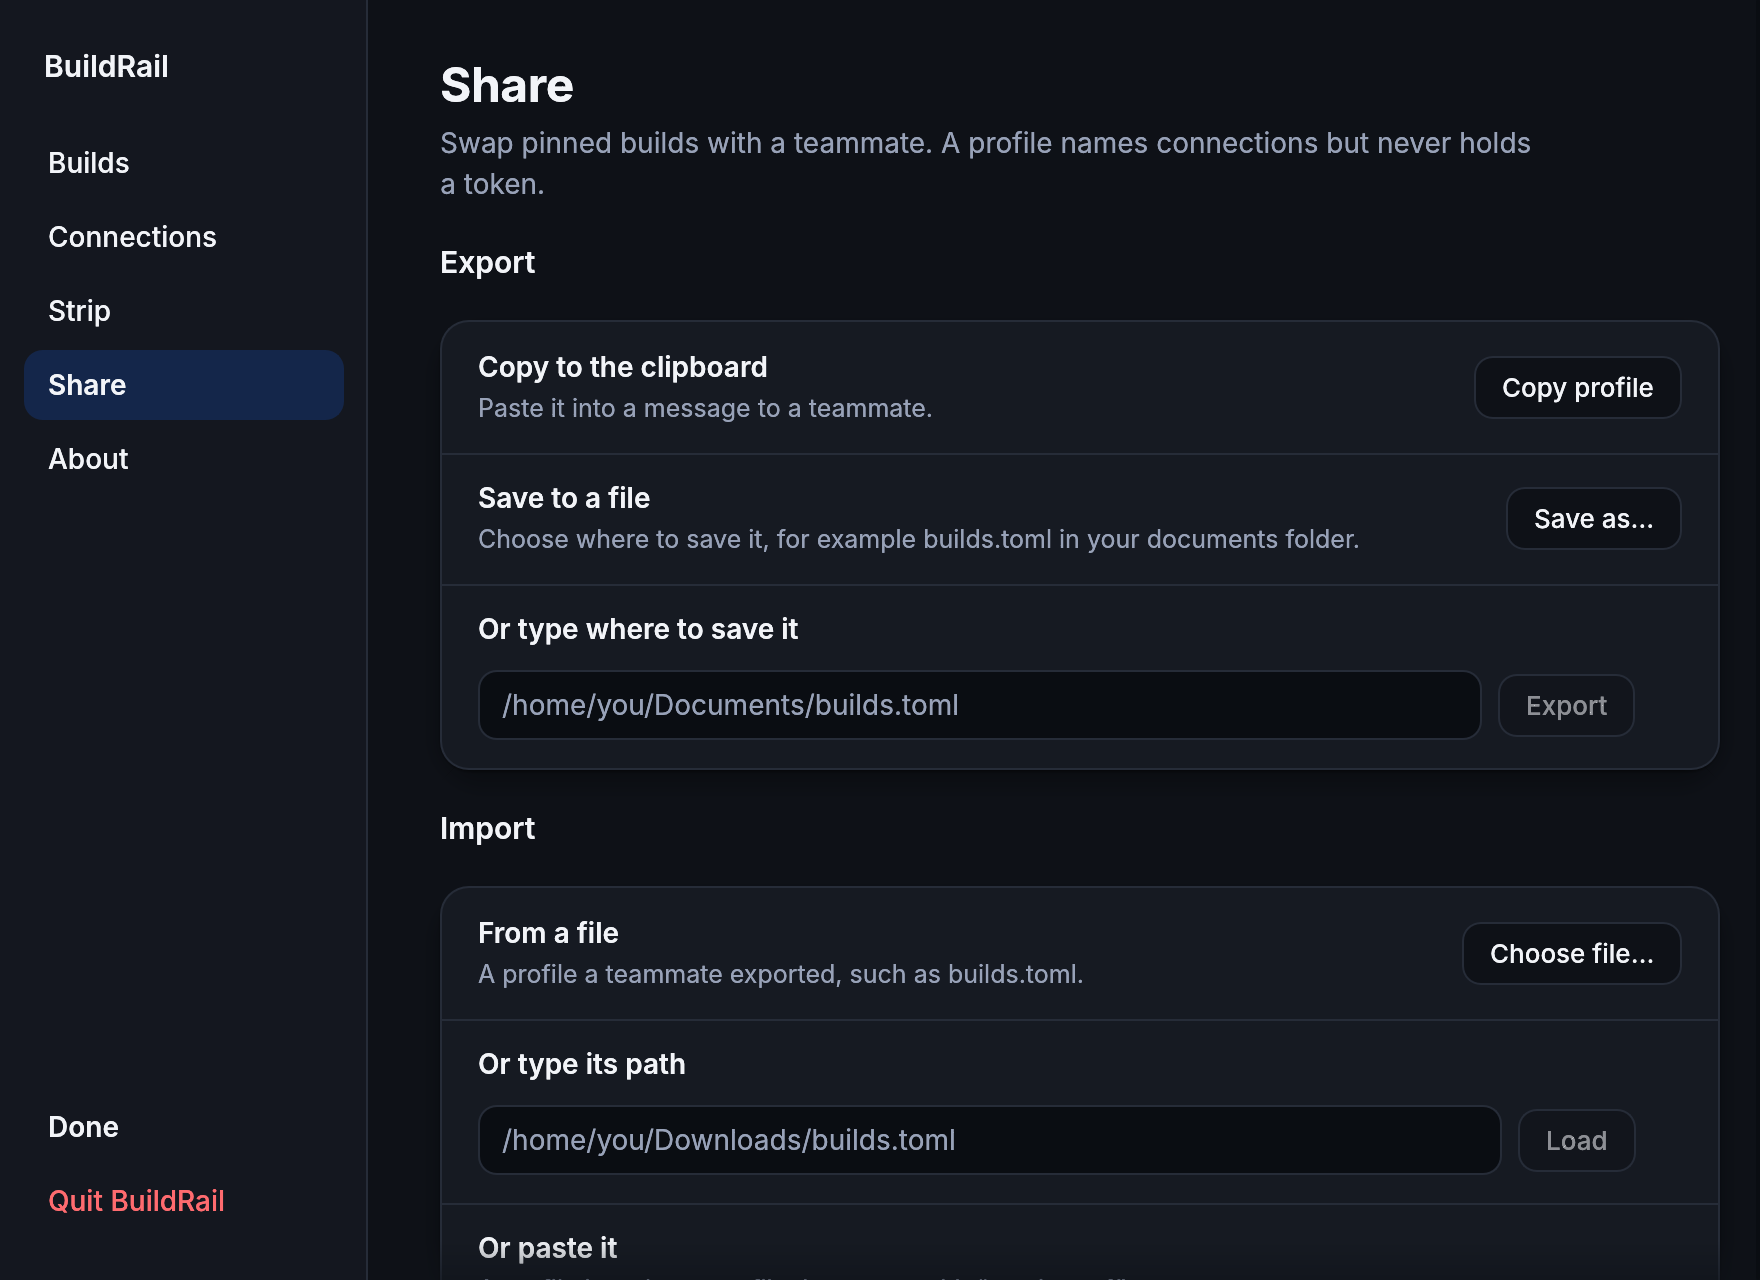 BuildRail
Builds
Connections
Strip
Share
About
Done
Quit BuildRail
Share
Swap pinned builds with a teammate. A profile names connections but never holds
a token.
Export
Copy to the clipboard
Paste it into a message to a teammate.
Copy profile
Save to a file
Choose where to save it, for example builds.toml in your documents folder.
Save as...
Or type where to save it
/home/you/Documents/builds.toml
Export
Import
From a file
A profile a teammate exported, such as builds.toml.
Choose file...
Or type its path
/home/you/Downloads/builds.toml
Load
Or paste it